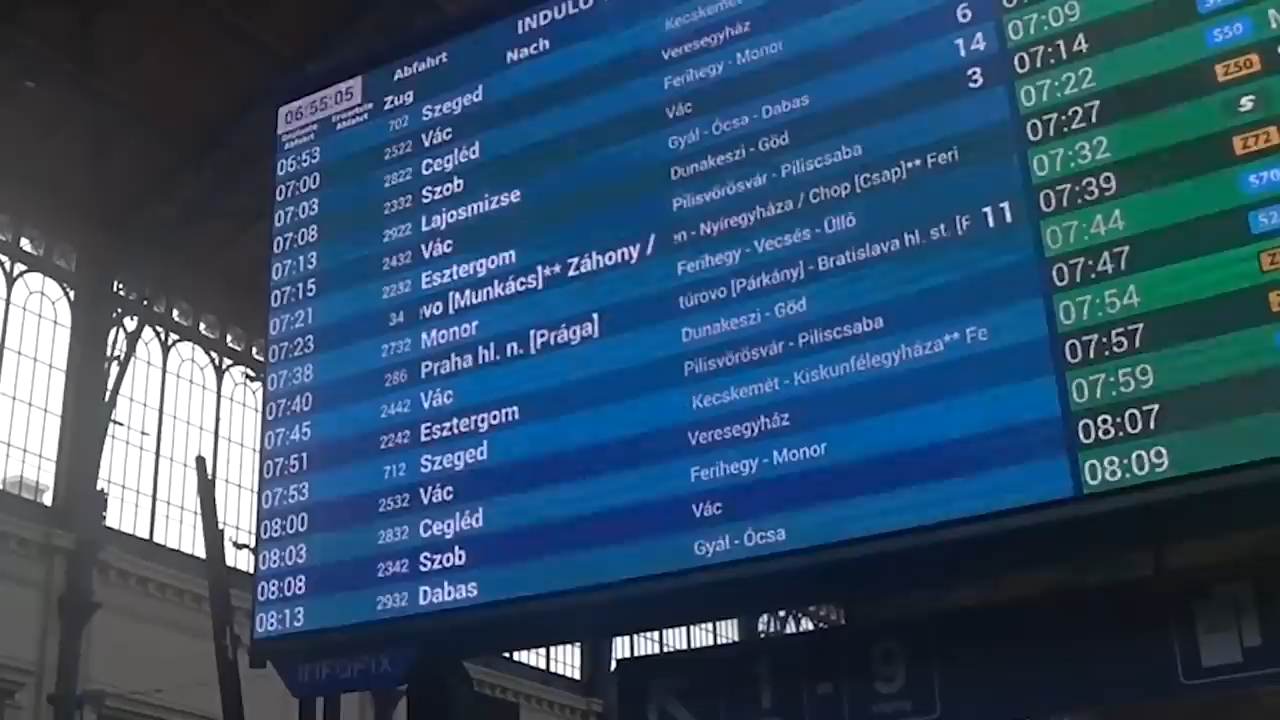 INDULÓ
Abfahrt
Nach
06:55:05
Zug
06:53 702 Szeged Kecskemét
07:00 2522 Vác Veresegyház
07:03 2822 Cegléd Ferihegy - Monor 6
07:08 2332 Szob Vác 14
07:13 2922 Lajosmizse Gyál - Ócsa - Dabas 3
07:15 2432 Vác Dunakeszi - Göd
07:21 2232 Esztergom Pilisvörösvár - Piliscsaba
07:23 34 vo [Munkács]** Záhony / n - Nyíregyháza / Chop [Csap]** Feri
07:38 2732 Monor Ferihegy - Vecsés - Üllő
07:40 286 Praha hl. n. [Prága] túrovo [Párkány] - Bratislava hl. st. [F 11
07:45 2442 Vác Dunakeszi - Göd
07:51 2242 Esztergom Pilisvörösvár - Piliscsaba
07:53 712 Szeged Kecskemét - Kiskunfélegyháza** Fe
08:00 2532 Vác Veresegyház
08:03 2832 Cegléd Ferihegy - Monor
08:08 2342 Szob Vác
08:13 2932 Dabas Gyál - Ócsa
07:09
07:14 S50
07:22 Z50
07:27 S
07:32 Z72
07:39 S70
07:44
07:47
07:54
07:57
07:59
08:07
08:09
INFOPIX
1 - 9